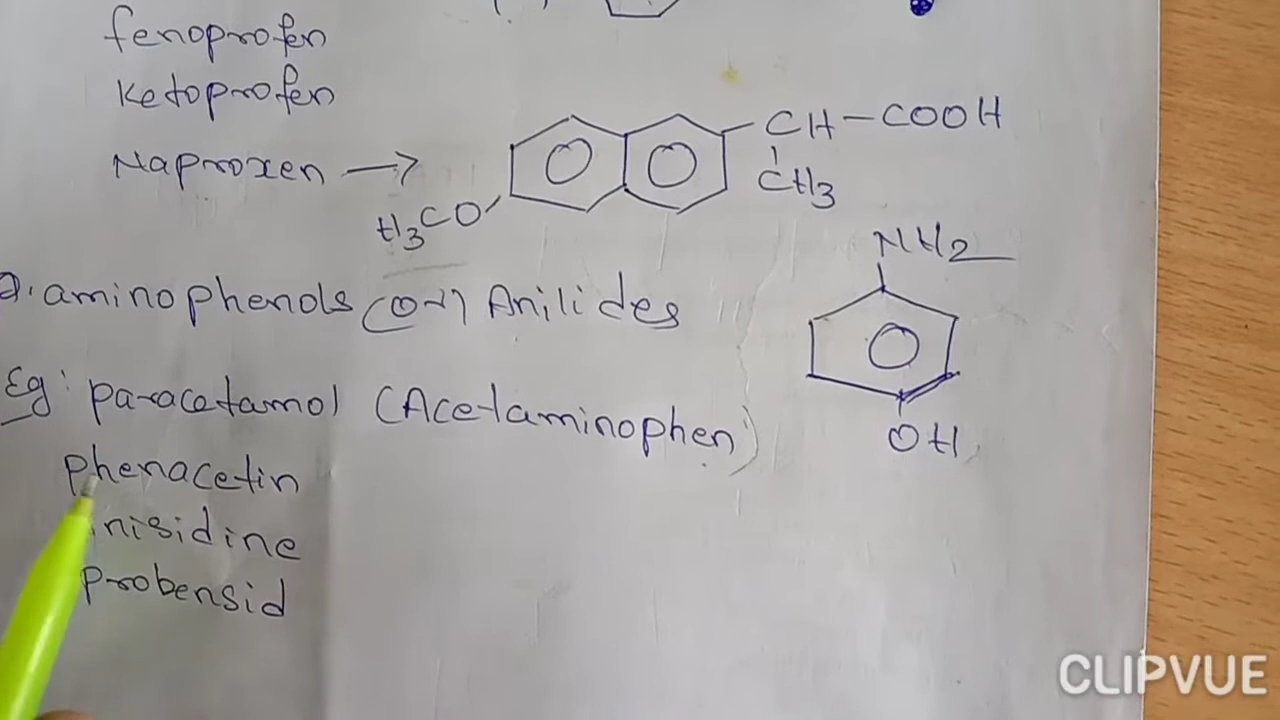 fenoprofen
Ketoprofen
Naproxen → CH-COOH
CH3
H3CO
NH2
2. aminophenols (or) Anilides
Eg: paracetamol (Acetaminophen)
OH
phenacetin
nisidine
probensid
CLIPVUE